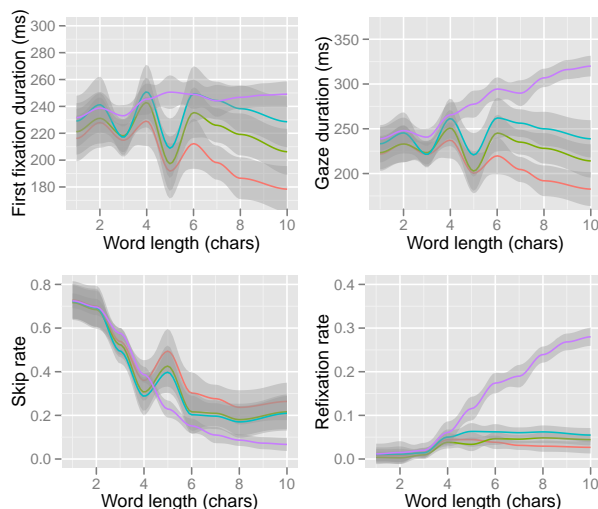 First fixation duration (ms)
300
280
260
240
220
200
180
2 4 6 8 10
Word length (chars)
Gaze duration (ms)
350
300
250
200
2 4 6 8 10
Word length (chars)
Skip rate
0.8
0.6
0.4
0.2
0.0
2 4 6 8 10
Word length (chars)
Refixation rate
0.4
0.3
0.2
0.1
0.0
2 4 6 8 10
Word length (chars)